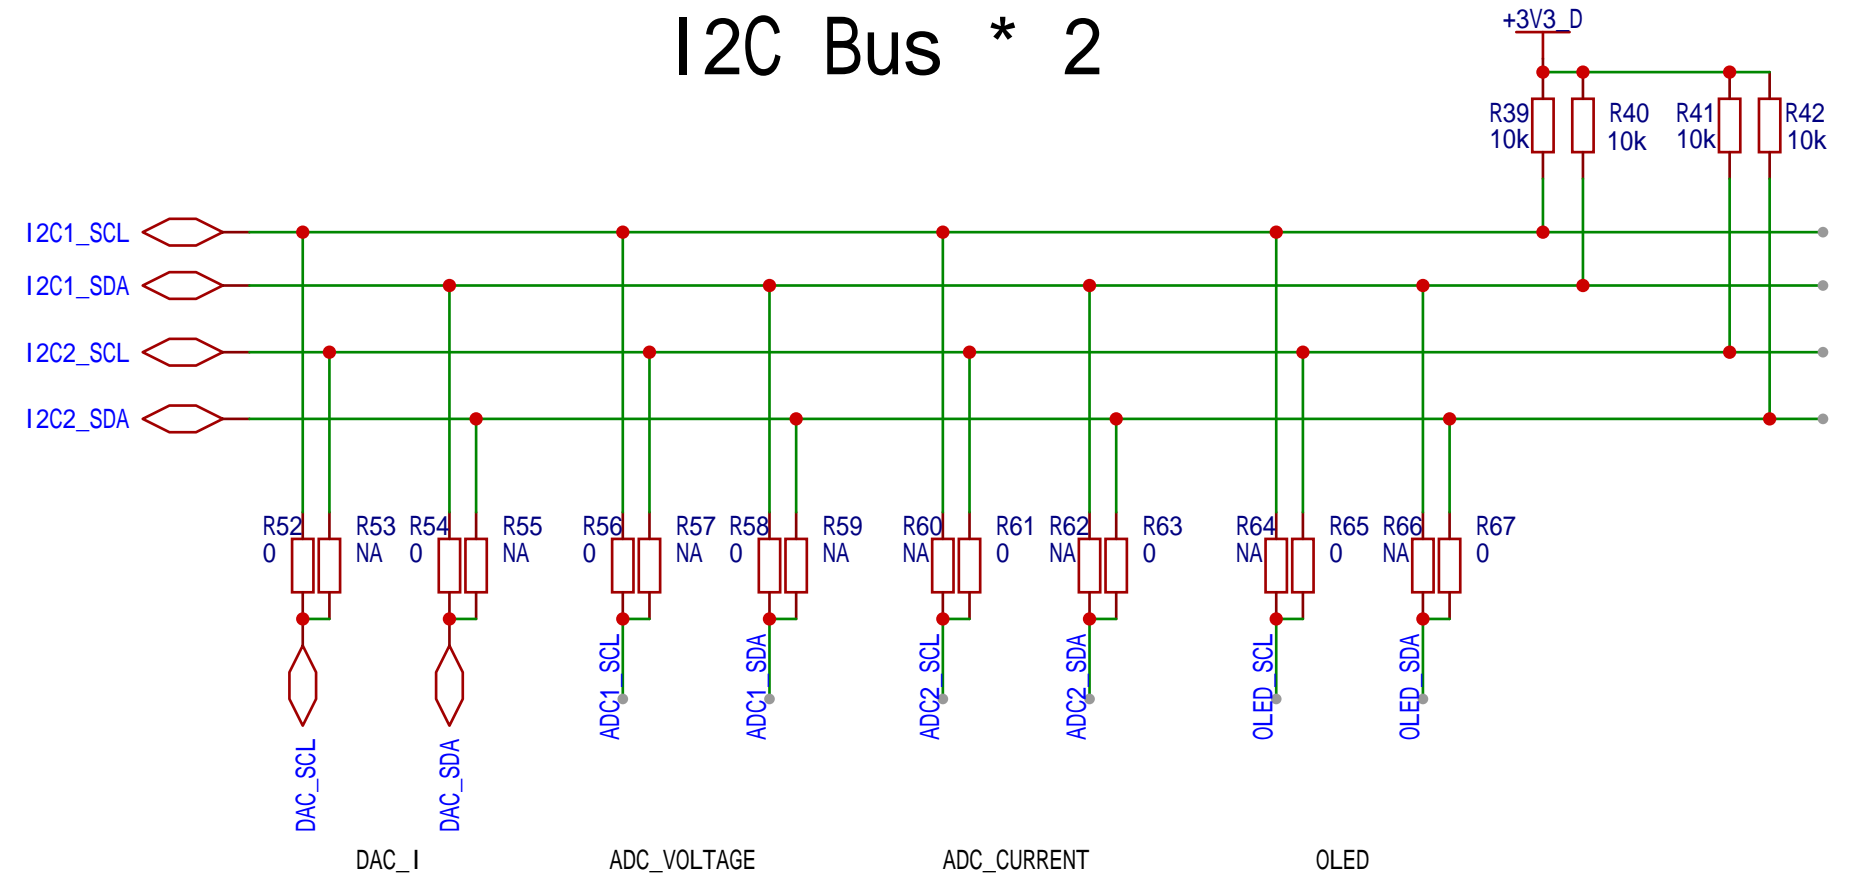 I2C Bus * 2
+3V3_D
R39
10k
R40
10k
R41
10k
R42
10k
I2C1_SCL
I2C1_SDA
I2C2_SCL
I2C2_SDA
R52
0
R53
NA
R54
0
R55
NA
R56
0
R57
NA
R58
0
R59
NA
R60
NA
R61
0
R62
NA
R63
0
R64
NA
R65
0
R66
NA
R67
0
DAC_SCL
DAC_SDA
ADC1_SCL
ADC1_SDA
ADC2_SCL
ADC2_SDA
OLED_SCL
OLED_SDA
DAC_I
ADC_VOLTAGE
ADC_CURRENT
OLED